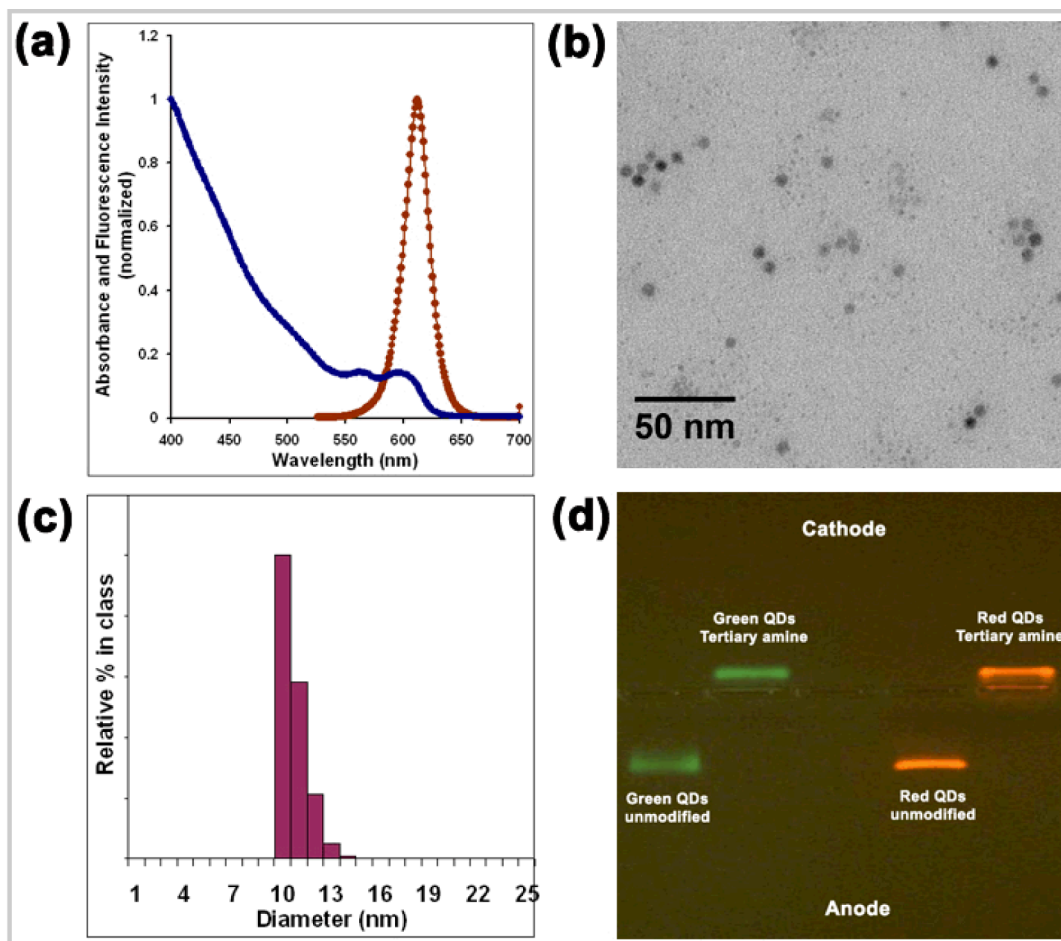 (a)
1.2
1
0.8
0.6
0.4
0.2
0
Absorbance and Fluorescence Intensity
(normalized)
400 450 500 550 600 650 700
Wavelength (nm)
(b)
50 nm
(c)
Relative % in class
1 4 7 10 13 16 19 22 25
Diameter (nm)
(d)
Cathode
Green QDs
Tertiary amine
Red QDs
Tertiary amine
Green QDs
unmodified
Red QDs
unmodified
Anode